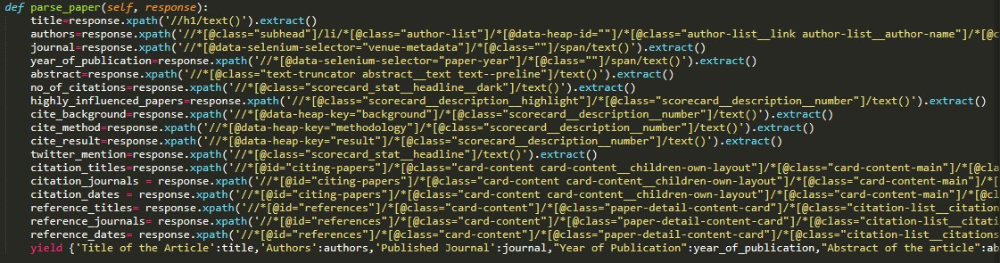 def parse_paper(self, response):
title=response.xpath('//h1/text()').extract()
authors=response.xpath('//*[@class="subhead"]/li/*[@class="author-list"]/*[@data-heap-id=""]/*[@class="author-list__link author-list__author-name"]/*[@c
journal=response.xpath('//*[@data-selenium-selector="venue-metadata"]/*[@class=""]/span/text()').extract()
year_of_publication=response.xpath('//*[@data-selenium-selector="paper-year"]/*[@class=""]/span/text()').extract()
abstract=response.xpath('//*[@class="text-truncator abstract__text text--preline"]/text()').extract()
no_of_citations=response.xpath('//*[@class="scorecard_stat__headline__dark"]/text()').extract()
highly_influenced_papers=response.xpath('//*[@class="scorecard__description__highlight"]/*[@class="scorecard__description__number"]/text()').extract()
cite_background=response.xpath('//*[@data-heap-key="background"]/*[@class="scorecard__description__number"]/text()').extract()
cite_method=response.xpath('//*[@data-heap-key="methodology"]/*[@class="scorecard__description__number"]/text()').extract()
cite_result=response.xpath('//*[@data-heap-key="result"]/*[@class="scorecard__description__number"]/text()').extract()
twitter_mention=response.xpath('//*[@class="scorecard_stat__headline"]/text()').extract()
citation_titles=response.xpath('//*[@id="citing-papers"]/*[@class="card-content card-content__children-own-layout"]/*[@class="card-content-main"]/*[@cla
citation_journals = response.xpath('//*[@id="citing-papers"]/*[@class="card-content card-content__children-own-layout"]/*[@class="card-content-main"]/*[
citation_dates = response.xpath('//*[@id="citing-papers"]/*[@class="card-content card-content__children-own-layout"]/*[@class="card-content-main"]/*[@cl
reference_titles= response.xpath('//*[@id="references"]/*[@class="card-content"]/*[@class="paper-detail-content-card"]/*[@class="citation-list__citation
reference_journals= response.xpath('//*[@id="references"]/*[@class="card-content"]/*[@class="paper-detail-content-card"]/*[@class="citation-list__citati
reference_dates= response.xpath('//*[@id="references"]/*[@class="card-content"]/*[@class="paper-detail-content-card"]/*[@class="citation-list__citations
yield {'Title of the Article':title,'Authors':authors,'Published Journal':journal,"Year of Publication":year_of_publication,"Abstract of the article":ab